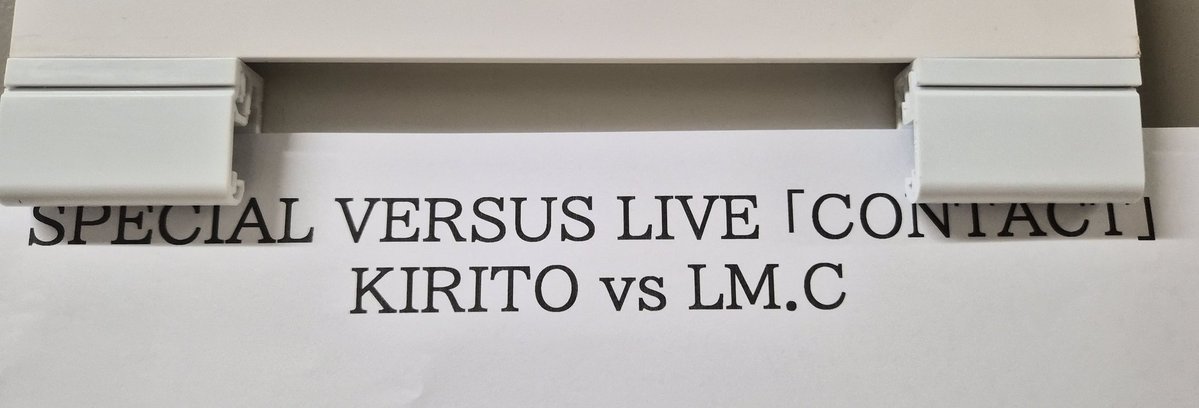 SPECIAL VERSUS LIVE「CONTACT」
KIRITO vs LM.C